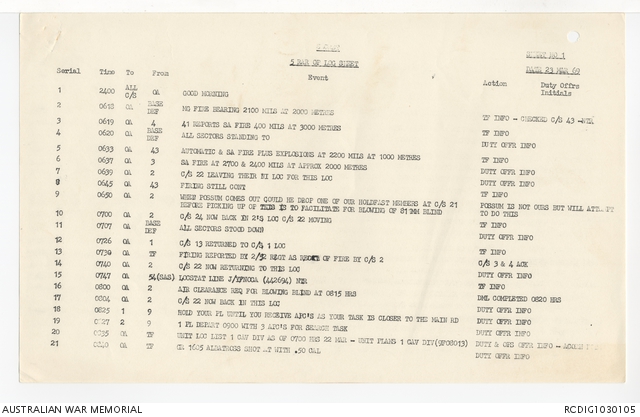 5 RAR OP LOG SHEET
SHEET NO 1
DATE 23 MAR 69
Serial Time To From Event Action Duty Offrs Initials
1 2400 ALL C/S 0A GOOD MORNING
2 0618 0A BASE DEF MG FIRE BEARING 2100 MILS AT 2000 METRES
3 0619 0A 4 41 REPORTS SA FIRE 400 MILS AT 3000 METRES TF INFO - CHECKED C/S 43 -NTR
4 0620 0A BASE DEF ALL SECTORS STANDING TO TF INFO
5 0633 0A 43 AUTOMATIC & SA FIRE PLUS EXPLOSIONS AT 2200 MILS AT 1000 METRES DUTY OFFR INFO
6 0637 0A 3 SA FIRE AT 2700 & 2400 MILS AT APPROX 2000 METRES TF INFO
7 0639 0A 2 C/S 22 LEAVING THEIR NI LOC FOR THIS LOC TF INFO
8 0645 0A 43 FIRING STILL CONT DUTY OFFR INFO
9 0650 0A 2 WHEN POSSUM COMES OUT COULD HE DROP ONE OF OUR HOLDFAST MEMBERS AT C/S 21 TF INFO
BEFORE PICKING UP OF THIS IS TO FACILITATE FOR BLOWING OF 81MM BLIND POSSUM IS NOT OURS BUT WILL ATTEMPT
10 0700 0A 2 C/S 24 NOW BACK IN 2'S LOC C/S 22 MOVING TO DO THIS
11 0707 0A BASE DEF ALL SECTORS STOOD DOWN TF INFO
DUTY OFFR INFO
12 0726 0A 1 C/S 13 RETURNED TO C/S 1 LOC
13 0730 0A TF FIRING REPORTED BY 2/52 REGT AS BEING OF FIRE BY C/S 2 TF INFO
14 0740 0A 2 C/S 22 NOW RETURNING TO THIS LOC C/S 3 & 4 ACK
15 0747 0A 54(SAS) LOCSTAT LINE J/YPNOGA (442694) NTR DUTY OFFR INFO
16 0800 0A 2 AIR CLEARANCE REQ FOR BLOWING BLIND AT 0815 HRS TF INFO
17 0804 0A 2 C/S 22 NOW BACK IN THIS LOC DML COMPLETED 0820 HRS
18 0825 1 9 HOLD YOUR PL UNTIL YOU RECEIVE APC'S AS YOUR TASK IS CLOSER TO THE MAIN RD DUTY OFFR INFO
19 0827 2 9 1 PL DEPART 0900 WITH 3 APC'S FOR SEARCH TASK DUTY OFFR INFO
20 0835 0A TF UNIT LOC LIST 1 CAV DIV AS OF 0700 HRS 22 MAR - UNIT PLANS 1 CAV DIV(9F08013) DUTY & OPS OFFR INFO -
21 0840 0A TF GR 1605 ALBATROSS SHOT AT WITH .50 CAL DUTY OFFR INFO
AUSTRALIAN WAR MEMORIAL
RCDIG1030105